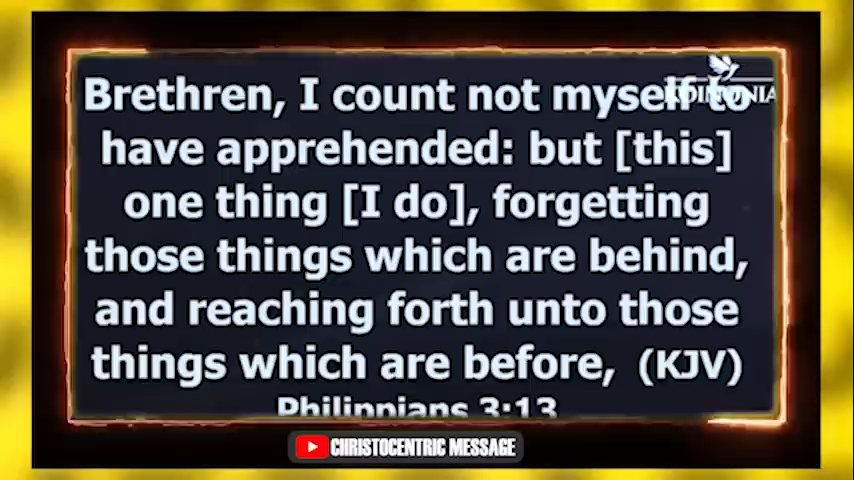 Brethren, I count not myself to
have apprehended: but [this]
one thing [I do], forgetting
those things which are behind,
and reaching forth unto those
things which are before, (KJV)
Philippians 3:13
KOINONIA
CHRISTOCENTRIC MESSAGE